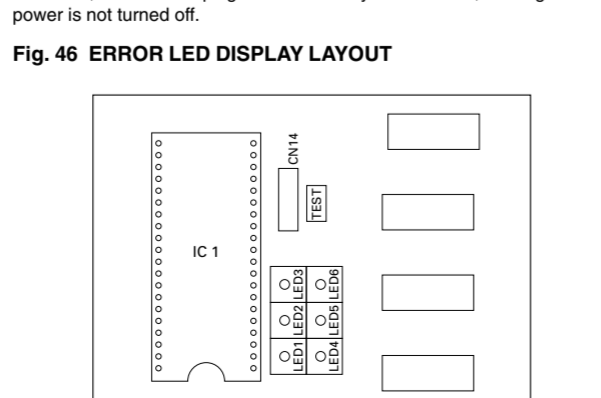 power is not turned off.
Fig. 46 ERROR LED DISPLAY LAYOUT
CN14
TEST
IC 1
LED3 LED6
LED2 LED5
LED1 LED4